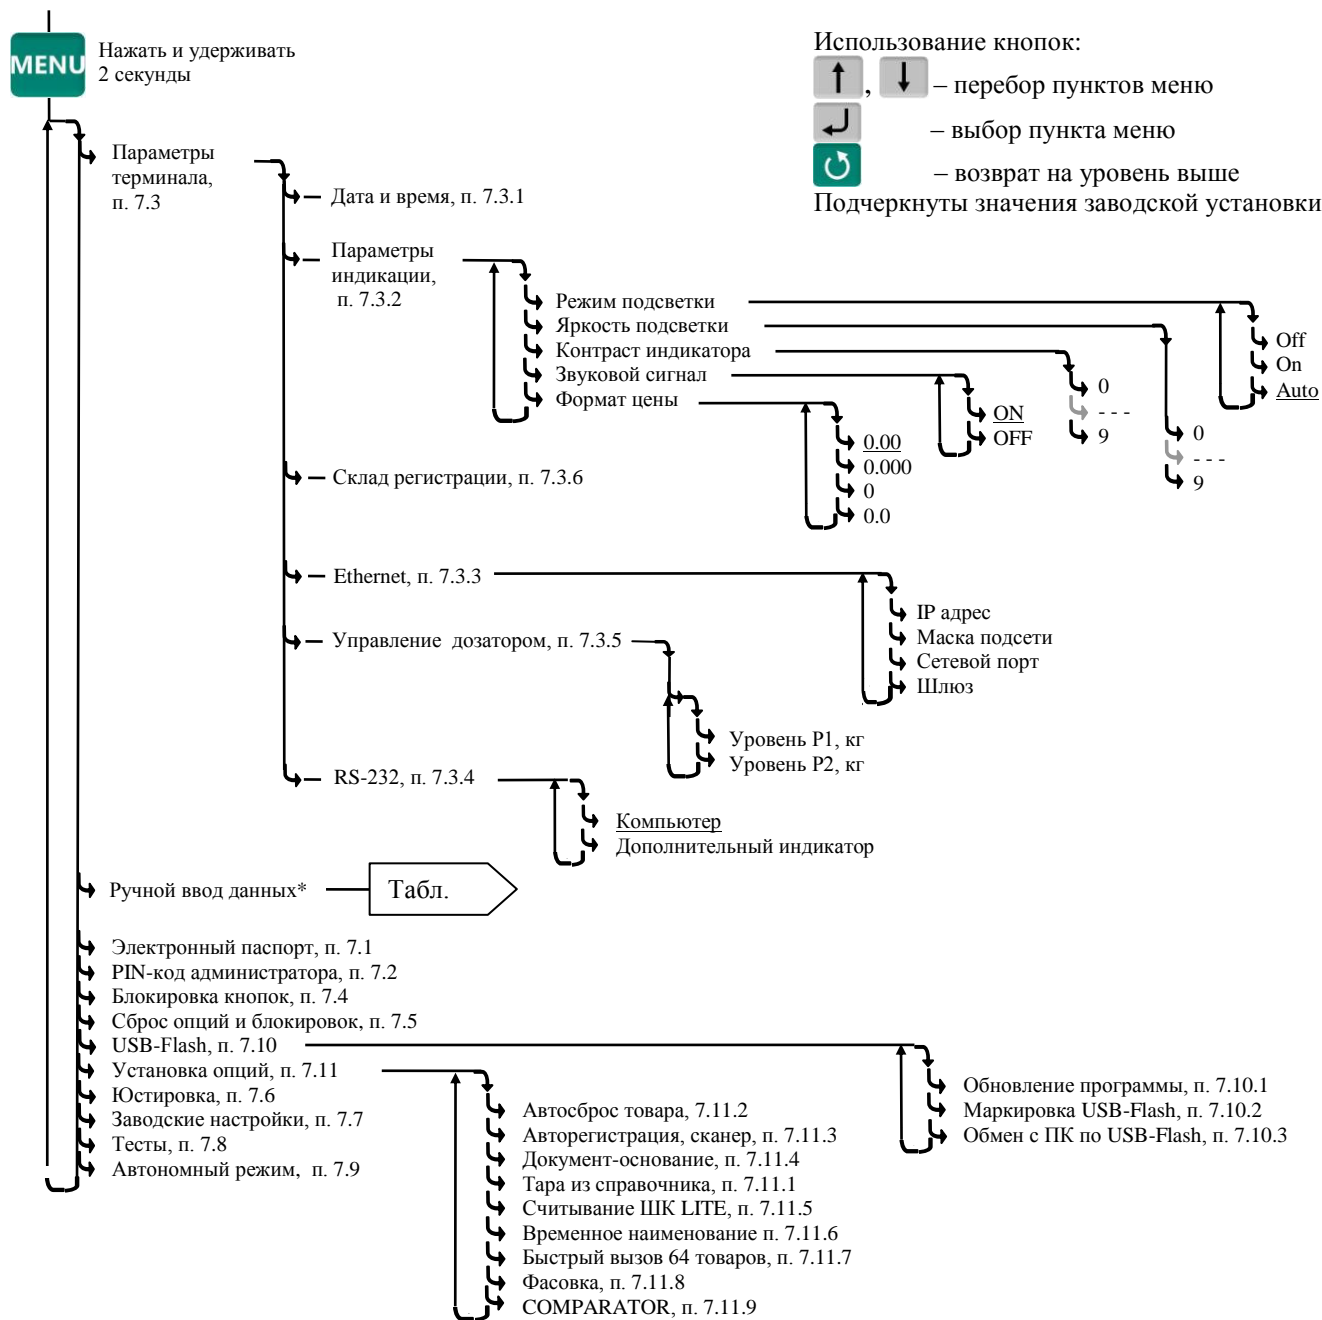 MENU
Нажать и удерживать
2 секунды
Использование кнопок:
, – перебор пунктов меню
– выбор пункта меню
– возврат на уровень выше
Подчеркнуты значения заводской установки
Параметры
терминала,
п. 7.3
Дата и время, п. 7.3.1
Параметры
индикации,
п. 7.3.2
Режим подсветки
Яркость подсветки
Контраст индикатора
Звуковой сигнал
Формат цены
Off
On
Auto
0
- - -
9
0
- - -
9
ON
OFF
0.00
0.000
0
0.0
Склад регистрации, п. 7.3.6
Ethernet, п. 7.3.3
IP адрес
Маска подсети
Сетевой порт
Шлюз
Управление дозатором, п. 7.3.5
Уровень P1, кг
Уровень P2, кг
RS-232, п. 7.3.4
Компьютер
Дополнительный индикатор
Ручной ввод данных*
Табл.
Электронный паспорт, п. 7.1
PIN-код администратора, п. 7.2
Блокировка кнопок, п. 7.4
Сброс опций и блокировок, п. 7.5
USB-Flash, п. 7.10
Установка опций, п. 7.11
Юстировка, п. 7.6
Заводские настройки, п. 7.7
Тесты, п. 7.8
Автономный режим, п. 7.9
Обновление программы, п. 7.10.1
Маркировка USB-Flash, п. 7.10.2
Обмен с ПК по USB-Flash, п. 7.10.3
Автосброс товара, 7.11.2
Авторегистрация, сканер, п. 7.11.3
Документ-основание, п. 7.11.4
Тара из справочника, п. 7.11.1
Считывание ШК LITE, п. 7.11.5
Временное наименование п. 7.11.6
Быстрый вызов 64 товаров, п. 7.11.7
Фасовка, п. 7.11.8
COMPARATOR, п. 7.11.9